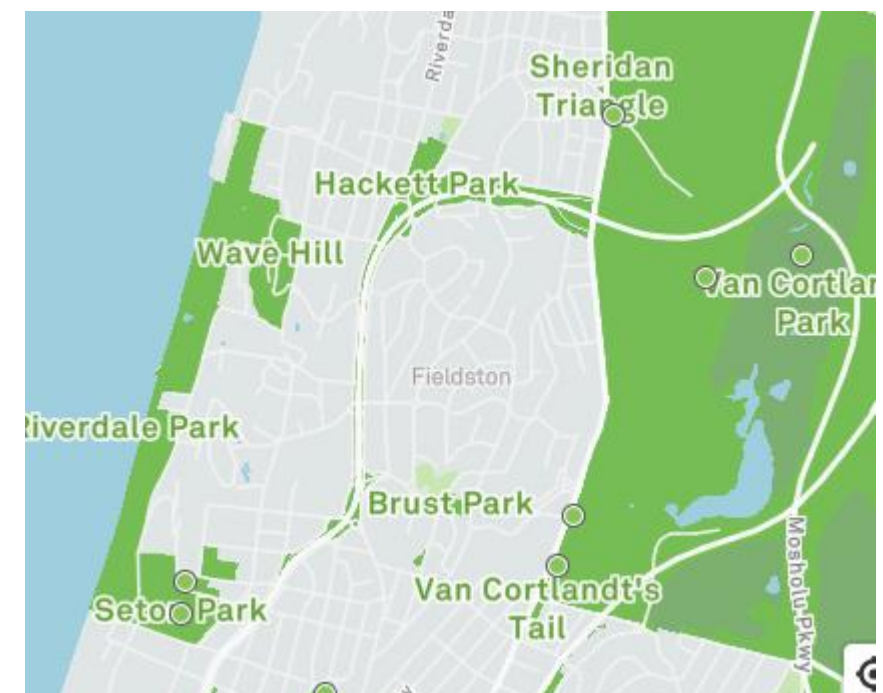 Riverda
Sheridan
Triangle
Hackett Park
Wave Hill
Van Cortlan
Park
Fieldston
Riverdale Park
Brust Park
Mosholu Pkwy
Van Cortlandt's
Tail
Seton Park